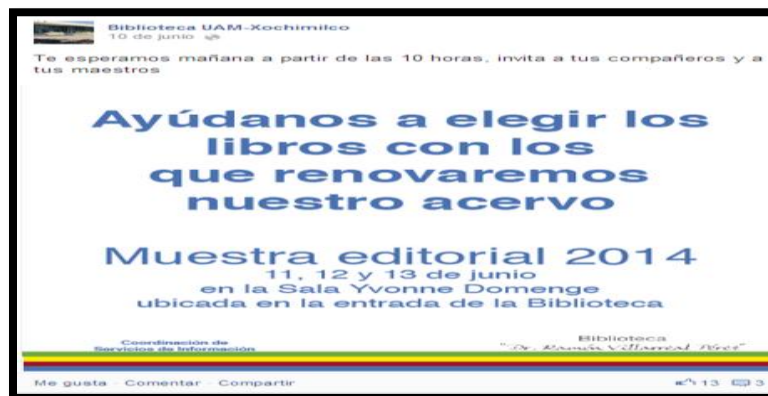 Biblioteca UAM-Xochimilco
10 de junio
Te esperamos mañana a partir de las 10 horas, invita a tus compañeros y a
tus maestros
Ayúdanos a elegir los
libros con los
que renovaremos
nuestro acervo
Muestra editorial 2014
11, 12 y 13 de junio
en la Sala Yvonne Domenge
ubicada en la entrada de la Biblioteca
Coordinación de
Servicios de Información
Biblioteca
"Dr. Ramón Villarreal Pérez"
Me gusta · Comentar · Compartir
13 3